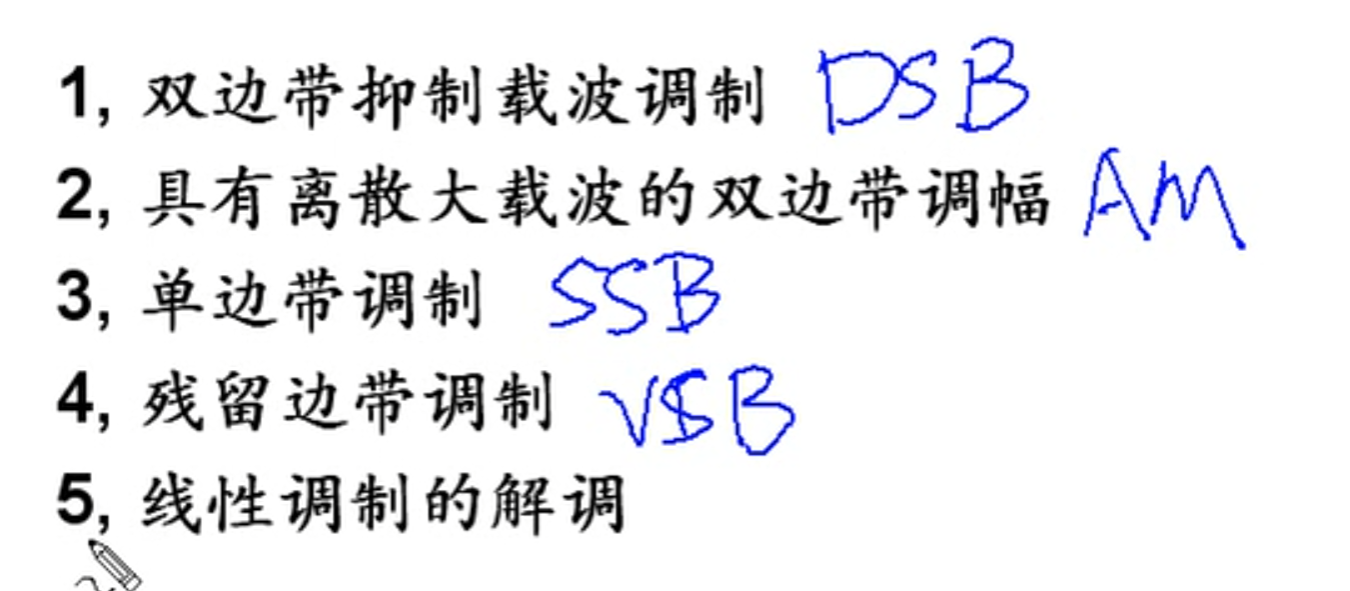 1, 双边带抑制载波调制 DSB
2, 具有离散大载波的双边带调幅 AM
3, 单边带调制 SSB
4, 残留边带调制 VSB
5, 线性调制的解调